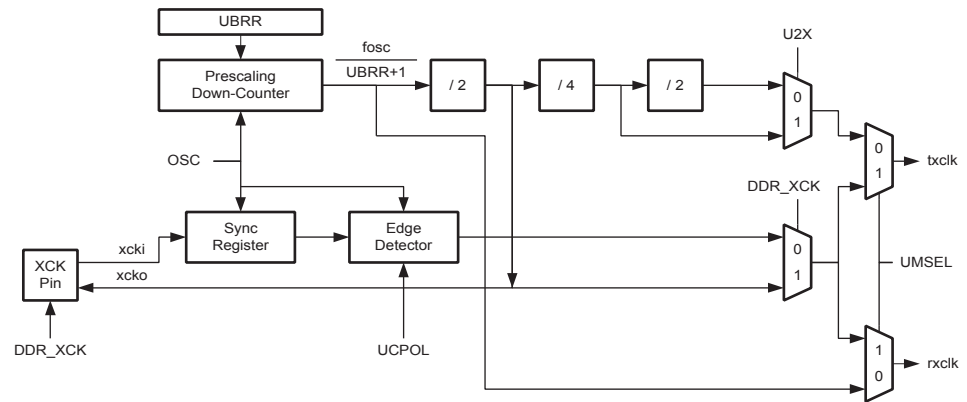 UBRR
U2X
fosc
Prescaling
Down-Counter
UBRR+1
/ 2
/ 4
/ 2
0
1
OSC
0
1
txclk
DDR_XCK
Sync
Register
Edge
Detector
0
1
xcki
XCK
Pin
xcko
UMSEL
DDR_XCK
UCPOL
1
0
rxclk